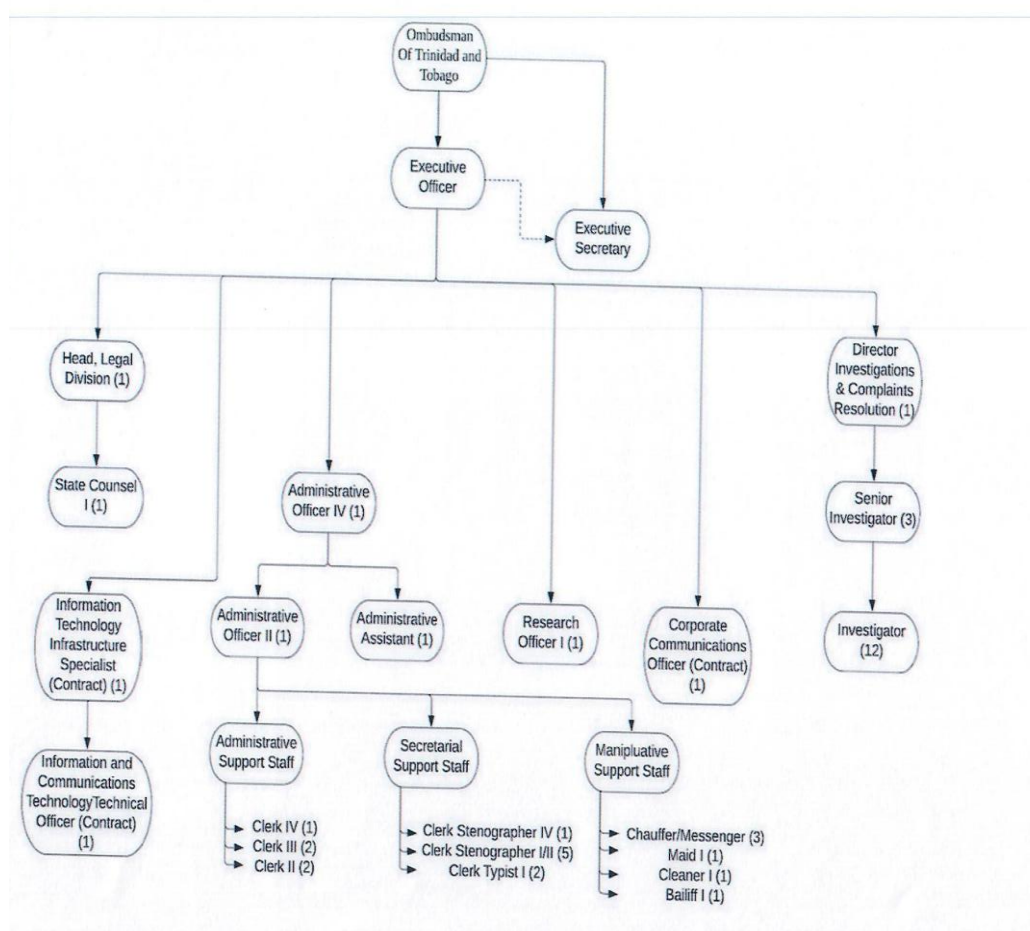 Ombudsman
Of Trinidad and
Tobago
Executive
Officer
Executive
Secretary
Head, Legal
Division (1)
Director
Investigations
& Complaints
Resolution (1)
State Counsel
I (1)
Administrative
Officer IV (1)
Senior
Investigator (3)
Information
Technology
Infrastructure
Specialist
(Contract) (1)
Administrative
Officer II (1)
Administrative
Assistant (1)
Research
Officer I (1)
Corporate
Communications
Officer (Contract)
(1)
Investigator
(12)
Information and
Communications
TechnologyTechnical
Officer (Contract)
(1)
Administrative
Support Staff
Secretarial
Support Staff
Manipluative
Support Staff
Clerk IV (1)
Clerk III (2)
Clerk II (2)
Clerk Stenographer IV (1)
Clerk Stenographer I/II (5)
Clerk Typist I (2)
Chauffer/Messenger (3)
Maid I (1)
Cleaner I (1)
Bailiff I (1)